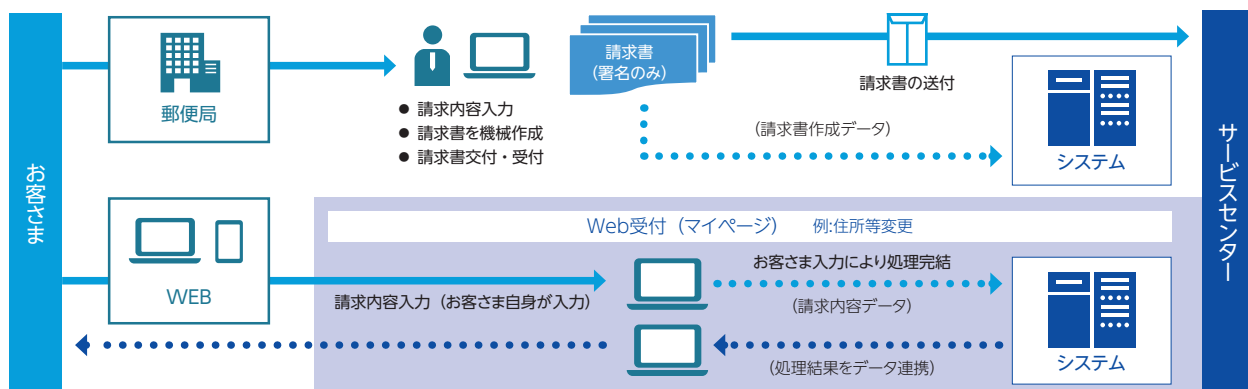 お客さま
郵便局
● 請求内容入力
● 請求書を機械作成
● 請求書交付・受付
請求書
（署名のみ）
請求書の送付
（請求書作成データ）
システム
サービスセンター
WEB
Web受付（マイページ） 例:住所等変更
請求内容入力（お客さま自身が入力）
お客さま入力により処理完結
（請求内容データ）
（処理結果をデータ連携）
システム